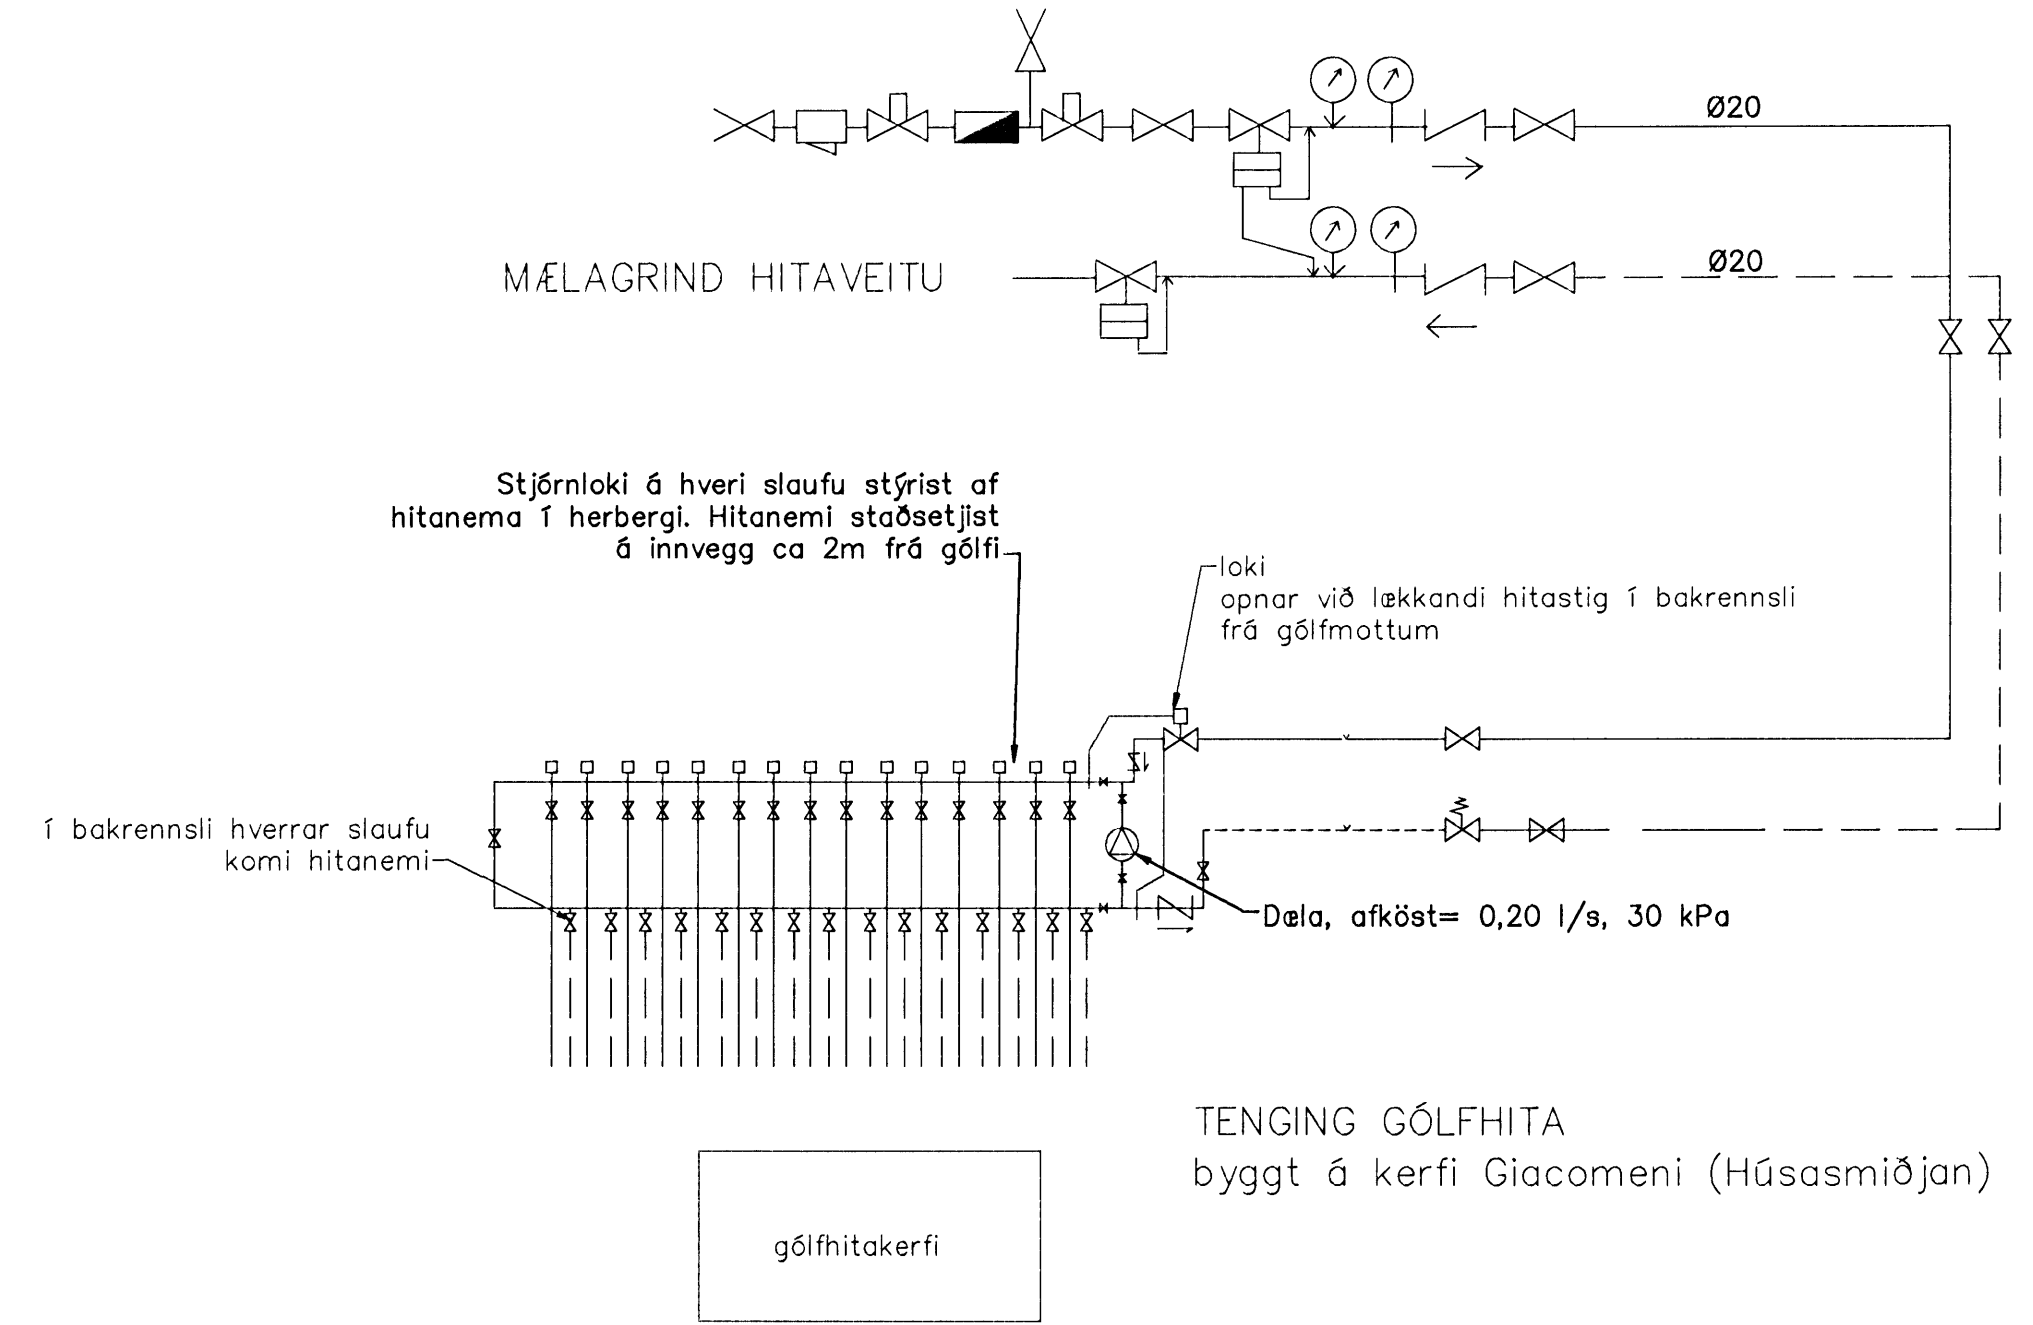 Ø20
MÆLAGRIND HITAVEITU
Ø20
Stjórnloki á hveri slaufu stýrist af
hitanema í herbergi. Hitanemi staðsetjist
á innvegg ca 2m frá gólfi
loki
opnar við lækkandi hitastig í bakrennsli
frá gólfmottum
í bakrennsli hverrar slaufu
komi hitanemi
Dæla, afköst= 0,20 l/s, 30 kPa
TENGING GÓLFHITA
byggt á kerfi Giacomeni (Húsasmiðjan)
gólfhitakerfi